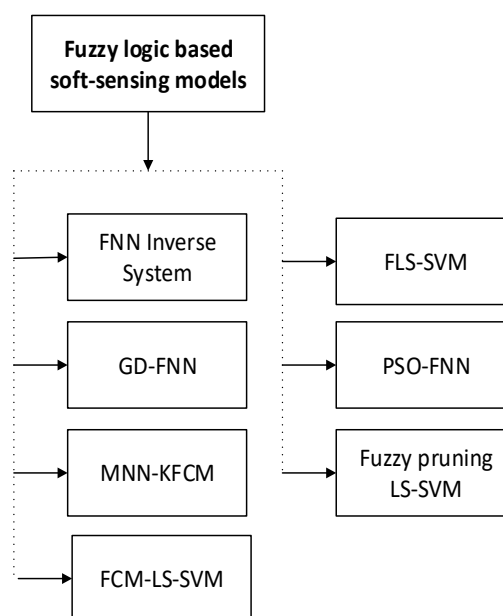 Fuzzy logic based
soft-sensing models
FNN Inverse
System
GD-FNN
MNN-KFCM
FCM-LS-SVM
FLS-SVM
PSO-FNN
Fuzzy pruning
LS-SVM